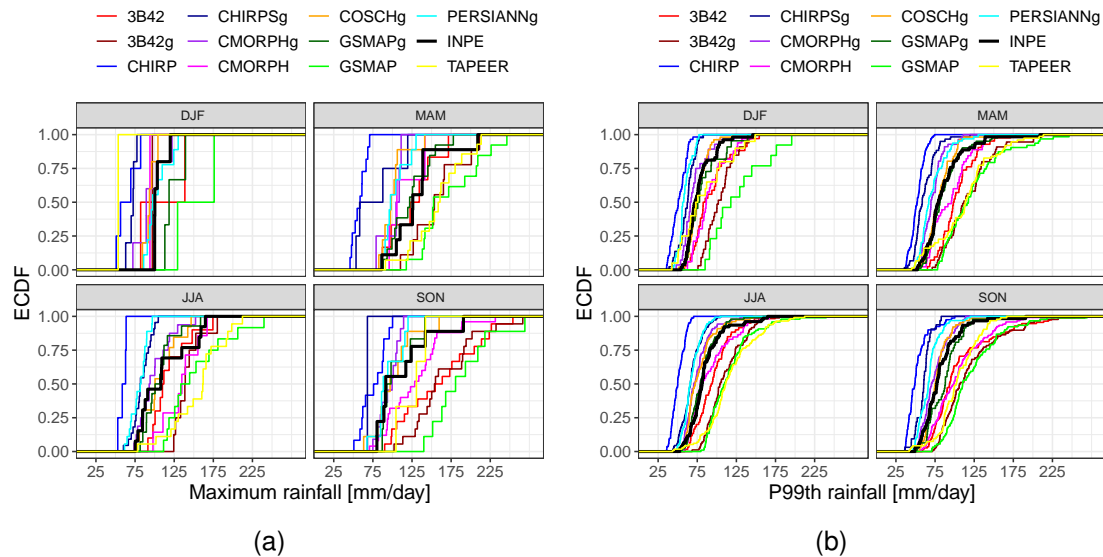 3B42 CHIRPSg COSCHg PERSIANNg
3B42g CMORPHg GSMAPg INPE
CHIRP CMORPH GSMAP TAPEER
DJF MAM
1.00
0.75
0.50
0.25
0.00
JJA SON
1.00
0.75
0.50
0.25
0.00
ECDF
25 75 125 175 225 25 75 125 175 225
Maximum rainfall [mm/day]
(a)
3B42 CHIRPSg COSCHg PERSIANNg
3B42g CMORPHg GSMAPg INPE
CHIRP CMORPH GSMAP TAPEER
DJF MAM
1.00
0.75
0.50
0.25
0.00
JJA SON
1.00
0.75
0.50
0.25
0.00
ECDF
25 75 125 175 225 25 75 125 175 225
P99th rainfall [mm/day]
(b)